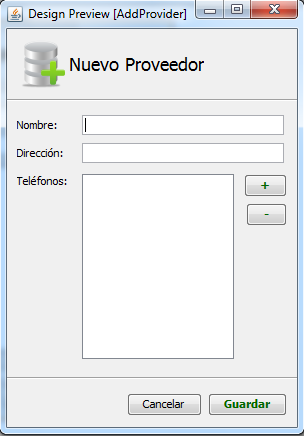 Design Preview [AddProvider]
Nuevo Proveedor
Nombre:
Dirección:
Teléfonos:
+
-
Cancelar
Guardar